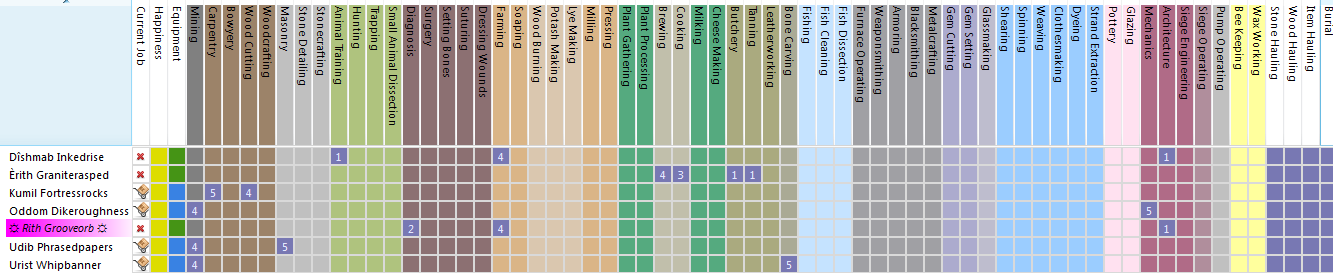 Current Job
Happiness
Equipment
Mining
Carpentry
Bowyery
Wood Cutting
Woodcrafting
Masonry
Stone Detailing
Stonecrafting
Animal Training
Hunting
Trapping
Small Animal Dissection
Diagnosis
Surgery
Setting Bones
Suturing
Dressing Wounds
Farming
Soaping
Wood Burning
Potash Making
Lye Making
Milling
Pressing
Plant Gathering
Plant Processing
Brewing
Cooking
Milking
Cheese Making
Butchery
Tanning
Leatherworking
Bone Carving
Fishing
Fish Cleaning
Fish Dissection
Furnace Operating
Weaponsmithing
Armoring
Blacksmithing
Metalcrafting
Gem Cutting
Gem Setting
Glassmaking
Shearing
Spinning
Weaving
Clothesmaking
Dyeing
Strand Extraction
Pottery
Glazing
Mechanics
Architecture
Siege Engineering
Siege Operating
Pump Operating
Bee Keeping
Wax Working
Stone Hauling
Wood Hauling
Item Hauling
Burial
Dîshmab Inkedrise 1 4 1
Èrith Graniterasped 4 3 1 1
Kumil Fortressrocks 5 4
Oddom Dikeroughness 4 5
☼ Rith Grooveorb ☼ 2 4 1
Udib Phrasedpapers 4 5
Urist Whipbanner 4 5